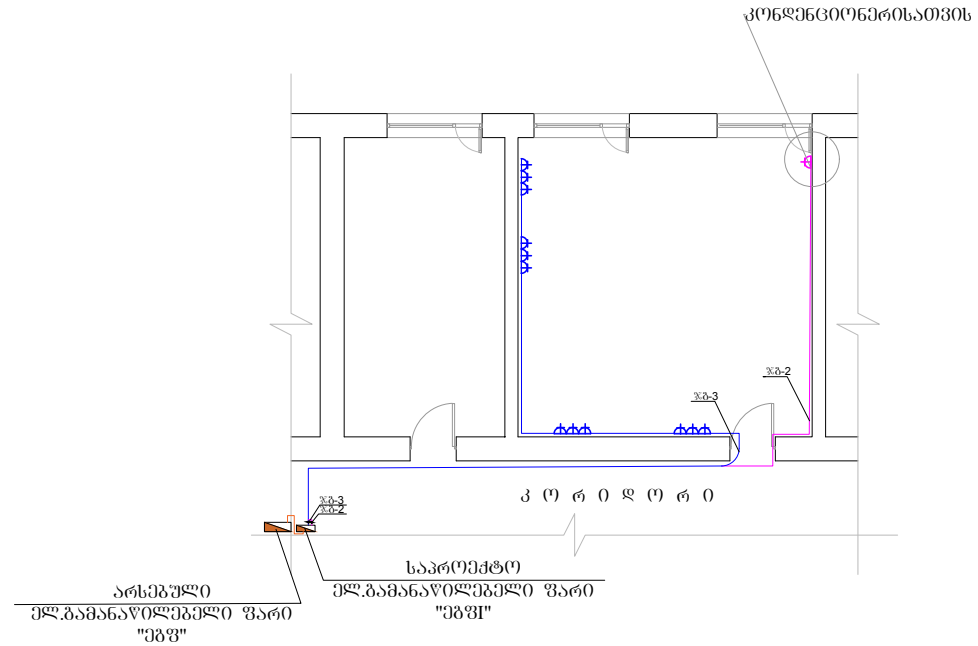 კონდენციონერისათვის
ჯგ-2
ჯგ-3
კ ო რ ი დ ო რ ი
ჯგ-3
ჯგ-2
საპროექტო
ელ.გამანაწილებელი ფარი
"ეგფI"
არსებული
ელ.გამანაწილებელი ფარი
"ეგფ"